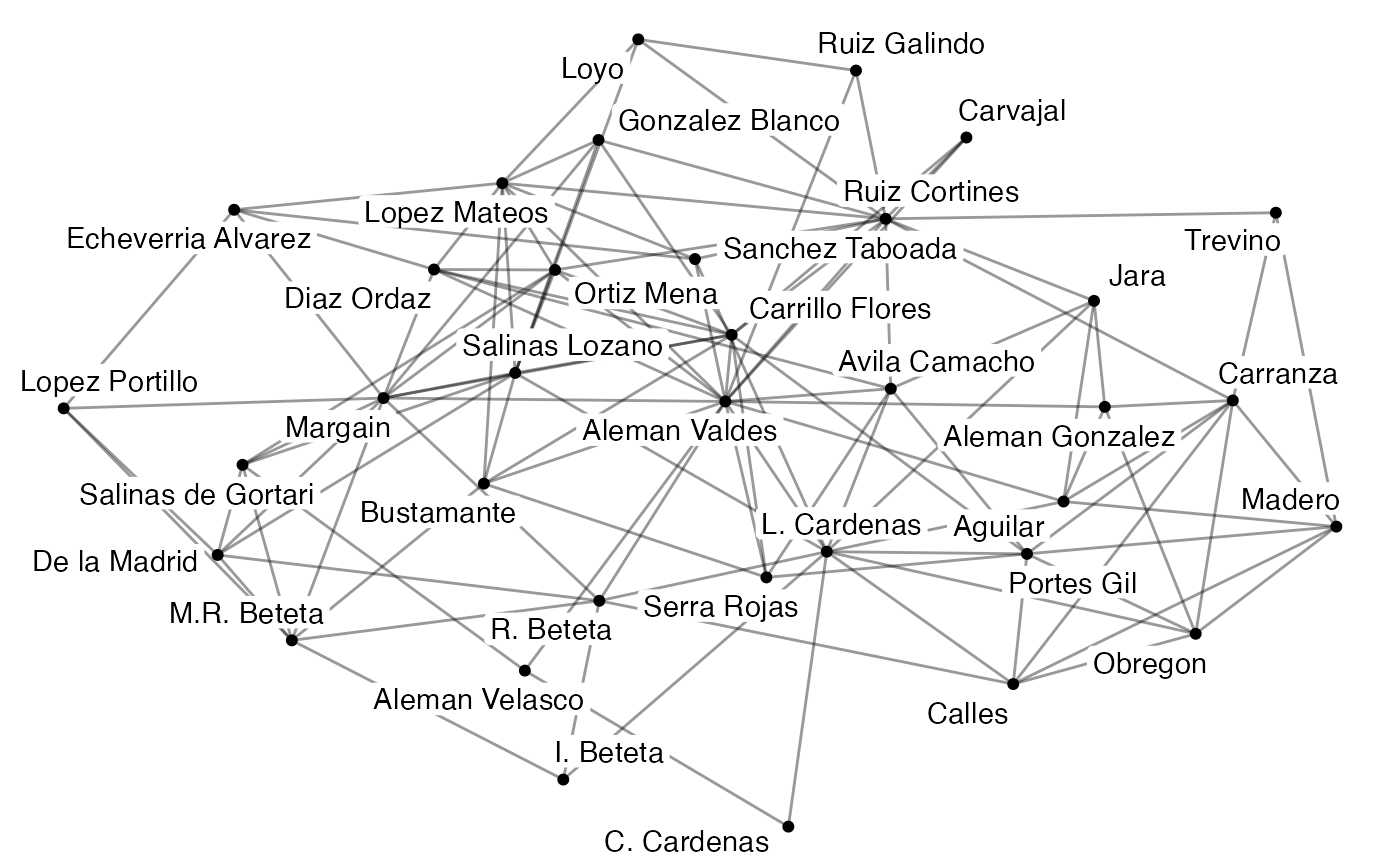 Ruiz Galindo
Loyo
Carvajal
Gonzalez Blanco
Ruiz Cortines
Lopez Mateos
Echeverria Alvarez
Trevino
Sanchez Taboada
Jara
Diaz Ordaz
Ortiz Mena
Carrillo Flores
Salinas Lozano
Avila Camacho
Carranza
Lopez Portillo
Margain
Aleman Valdes
Aleman Gonzalez
Salinas de Gortari
Madero
Bustamante
L. Cardenas
Aguilar
De la Madrid
Portes Gil
M.R. Beteta
Serra Rojas
R. Beteta
Obregon
Aleman Velasco
Calles
I. Beteta
C. Cardenas